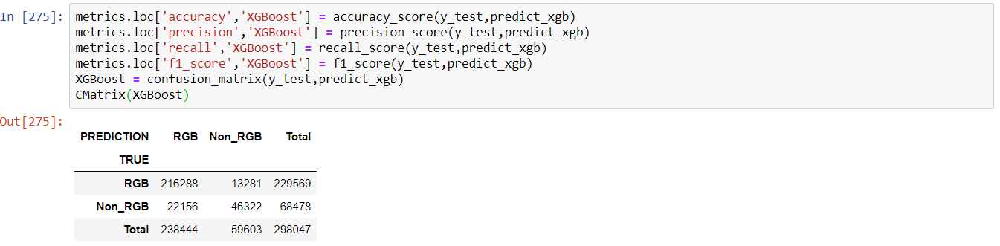 In [275]: metrics.loc['accuracy','XGBoost'] = accuracy_score(y_test,predict_xgb)
metrics.loc['precision','XGBoost'] = precision_score(y_test,predict_xgb)
metrics.loc['recall','XGBoost'] = recall_score(y_test,predict_xgb)
metrics.loc['f1_score','XGBoost'] = f1_score(y_test,predict_xgb)
XGBoost = confusion_matrix(y_test,predict_xgb)
CMatrix(XGBoost)
Out[275]:
PREDICTION RGB Non_RGB Total
TRUE
RGB 216288 13281 229569
Non_RGB 22156 46322 68478
Total 238444 59603 298047